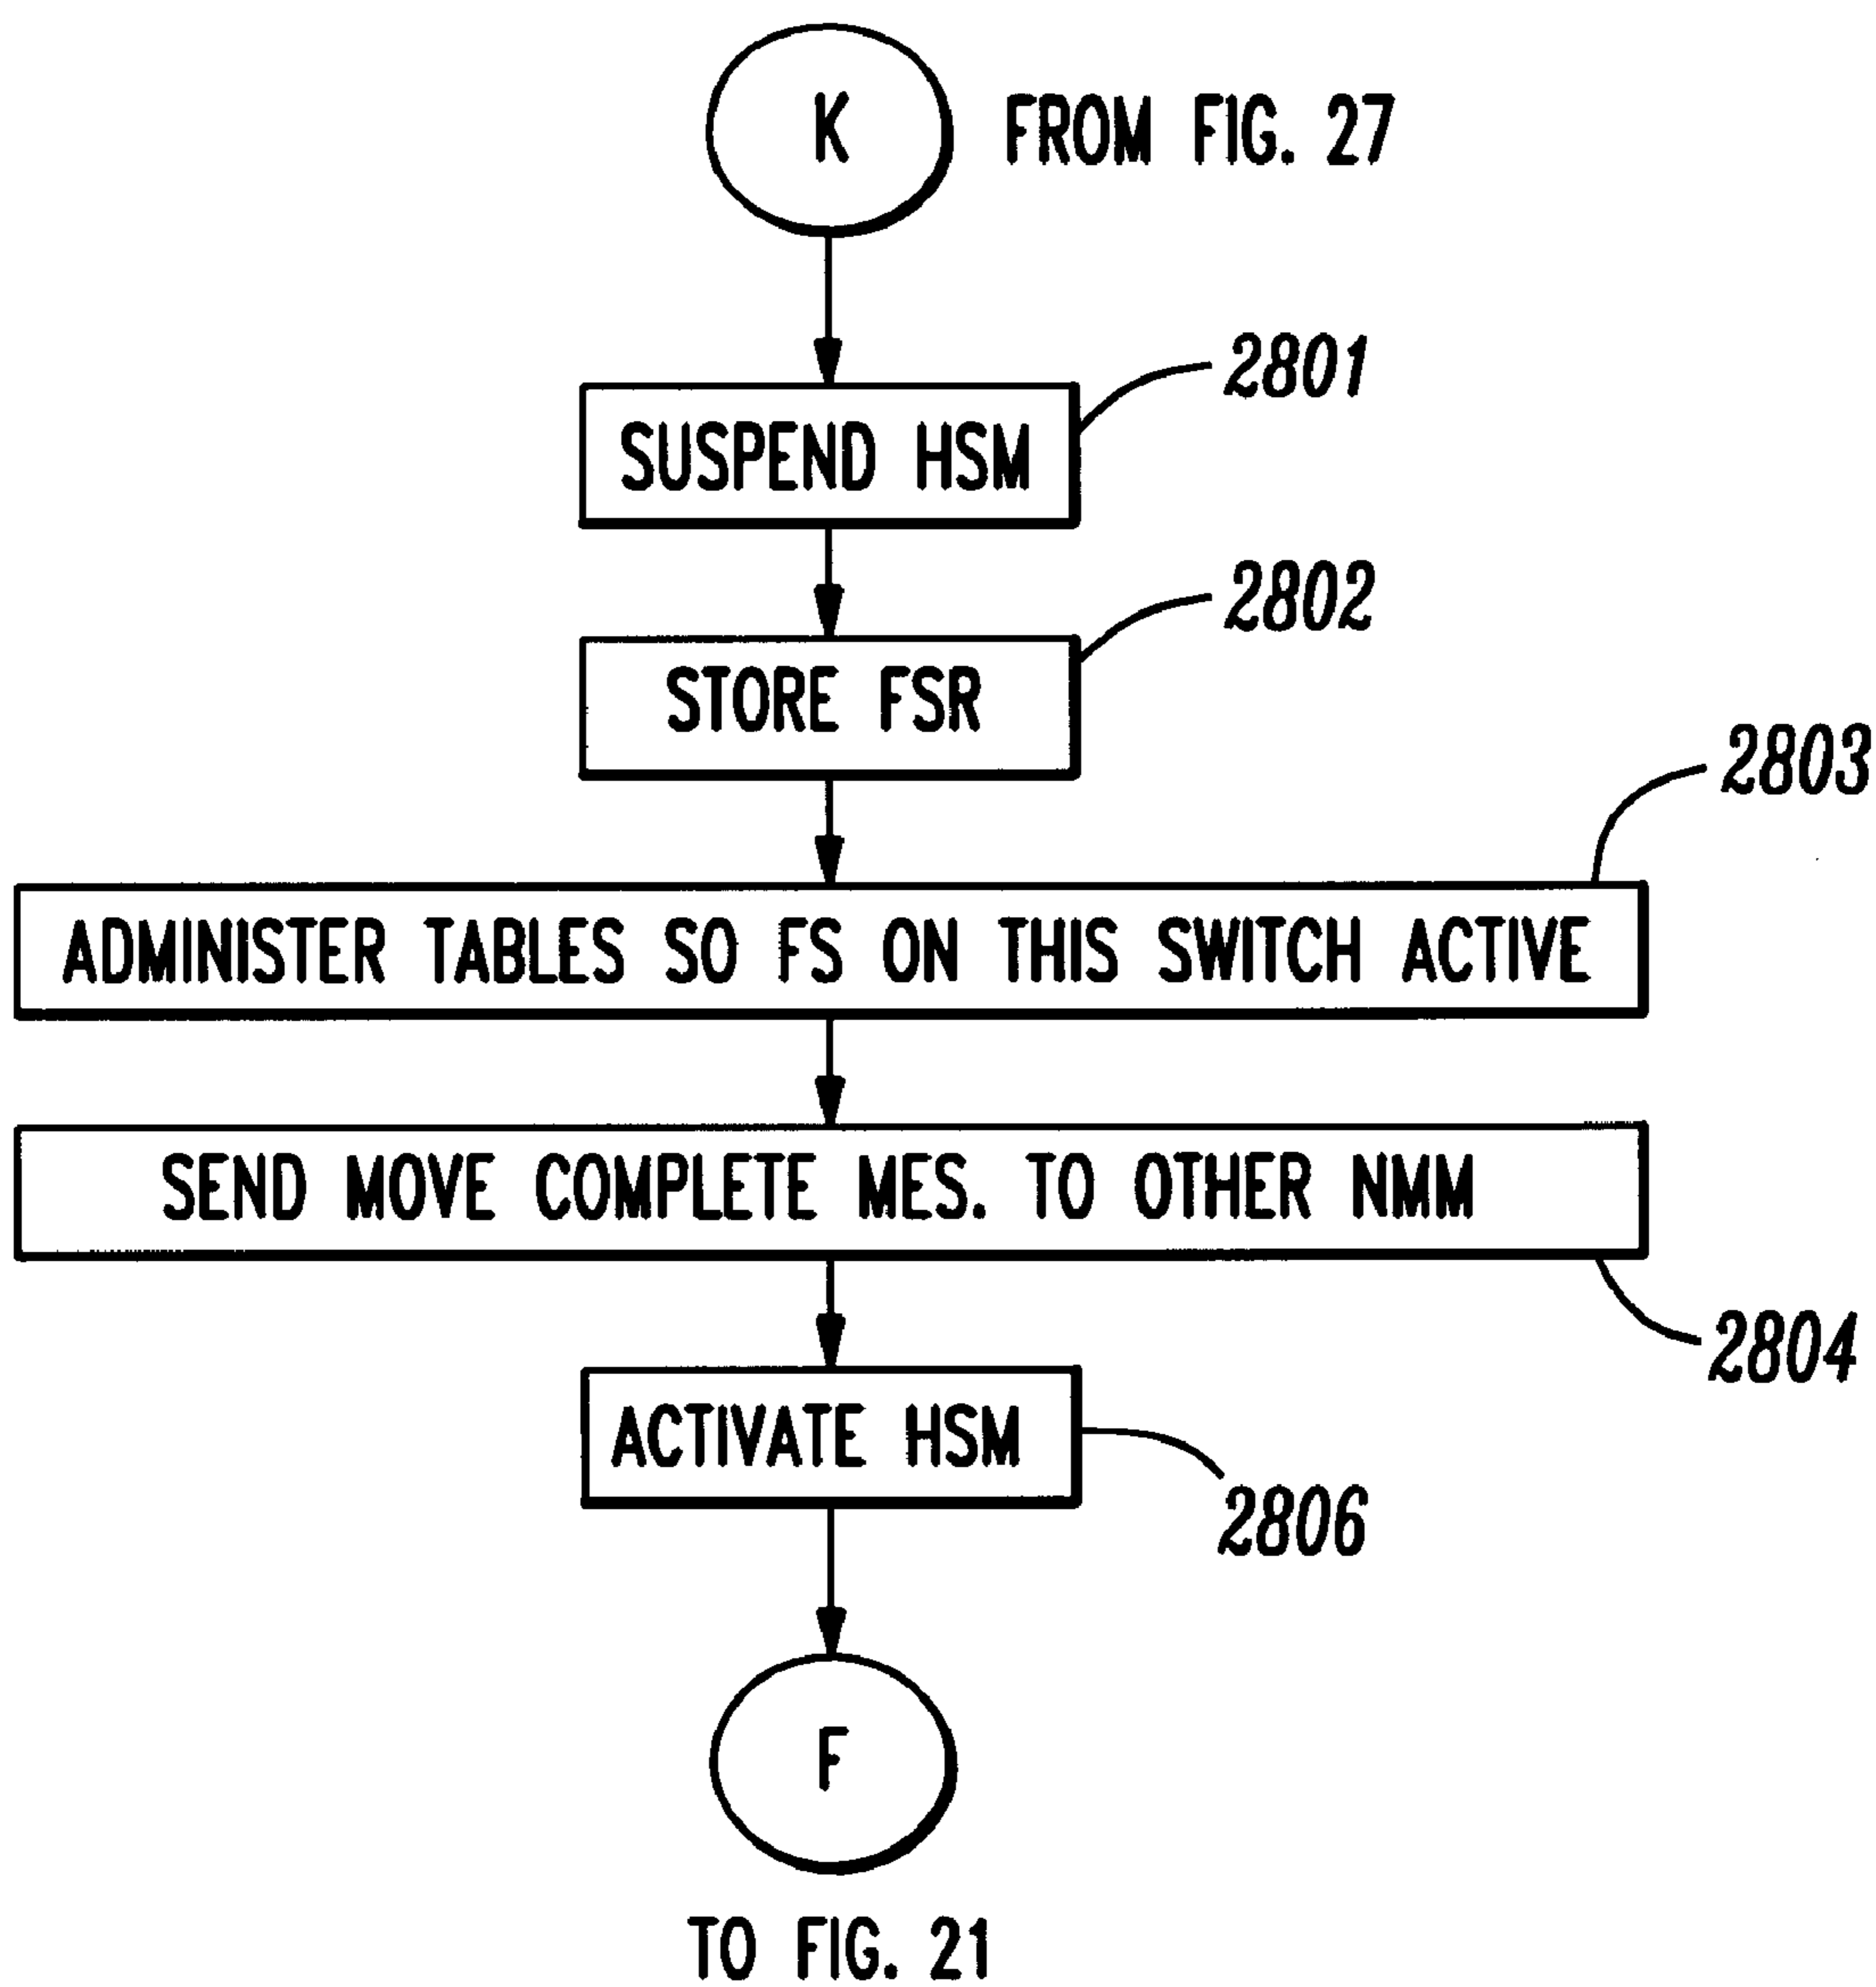 K FROM FIG. 27
2801
SUSPEND HSM
2802
STORE FSR
2803
ADMINISTER TABLES SO FS ON THIS SWITCH ACTIVE
SEND MOVE COMPLETE MES. TO OTHER NMM
2804
ACTIVATE HSM
2806
F
TO FIG. 21